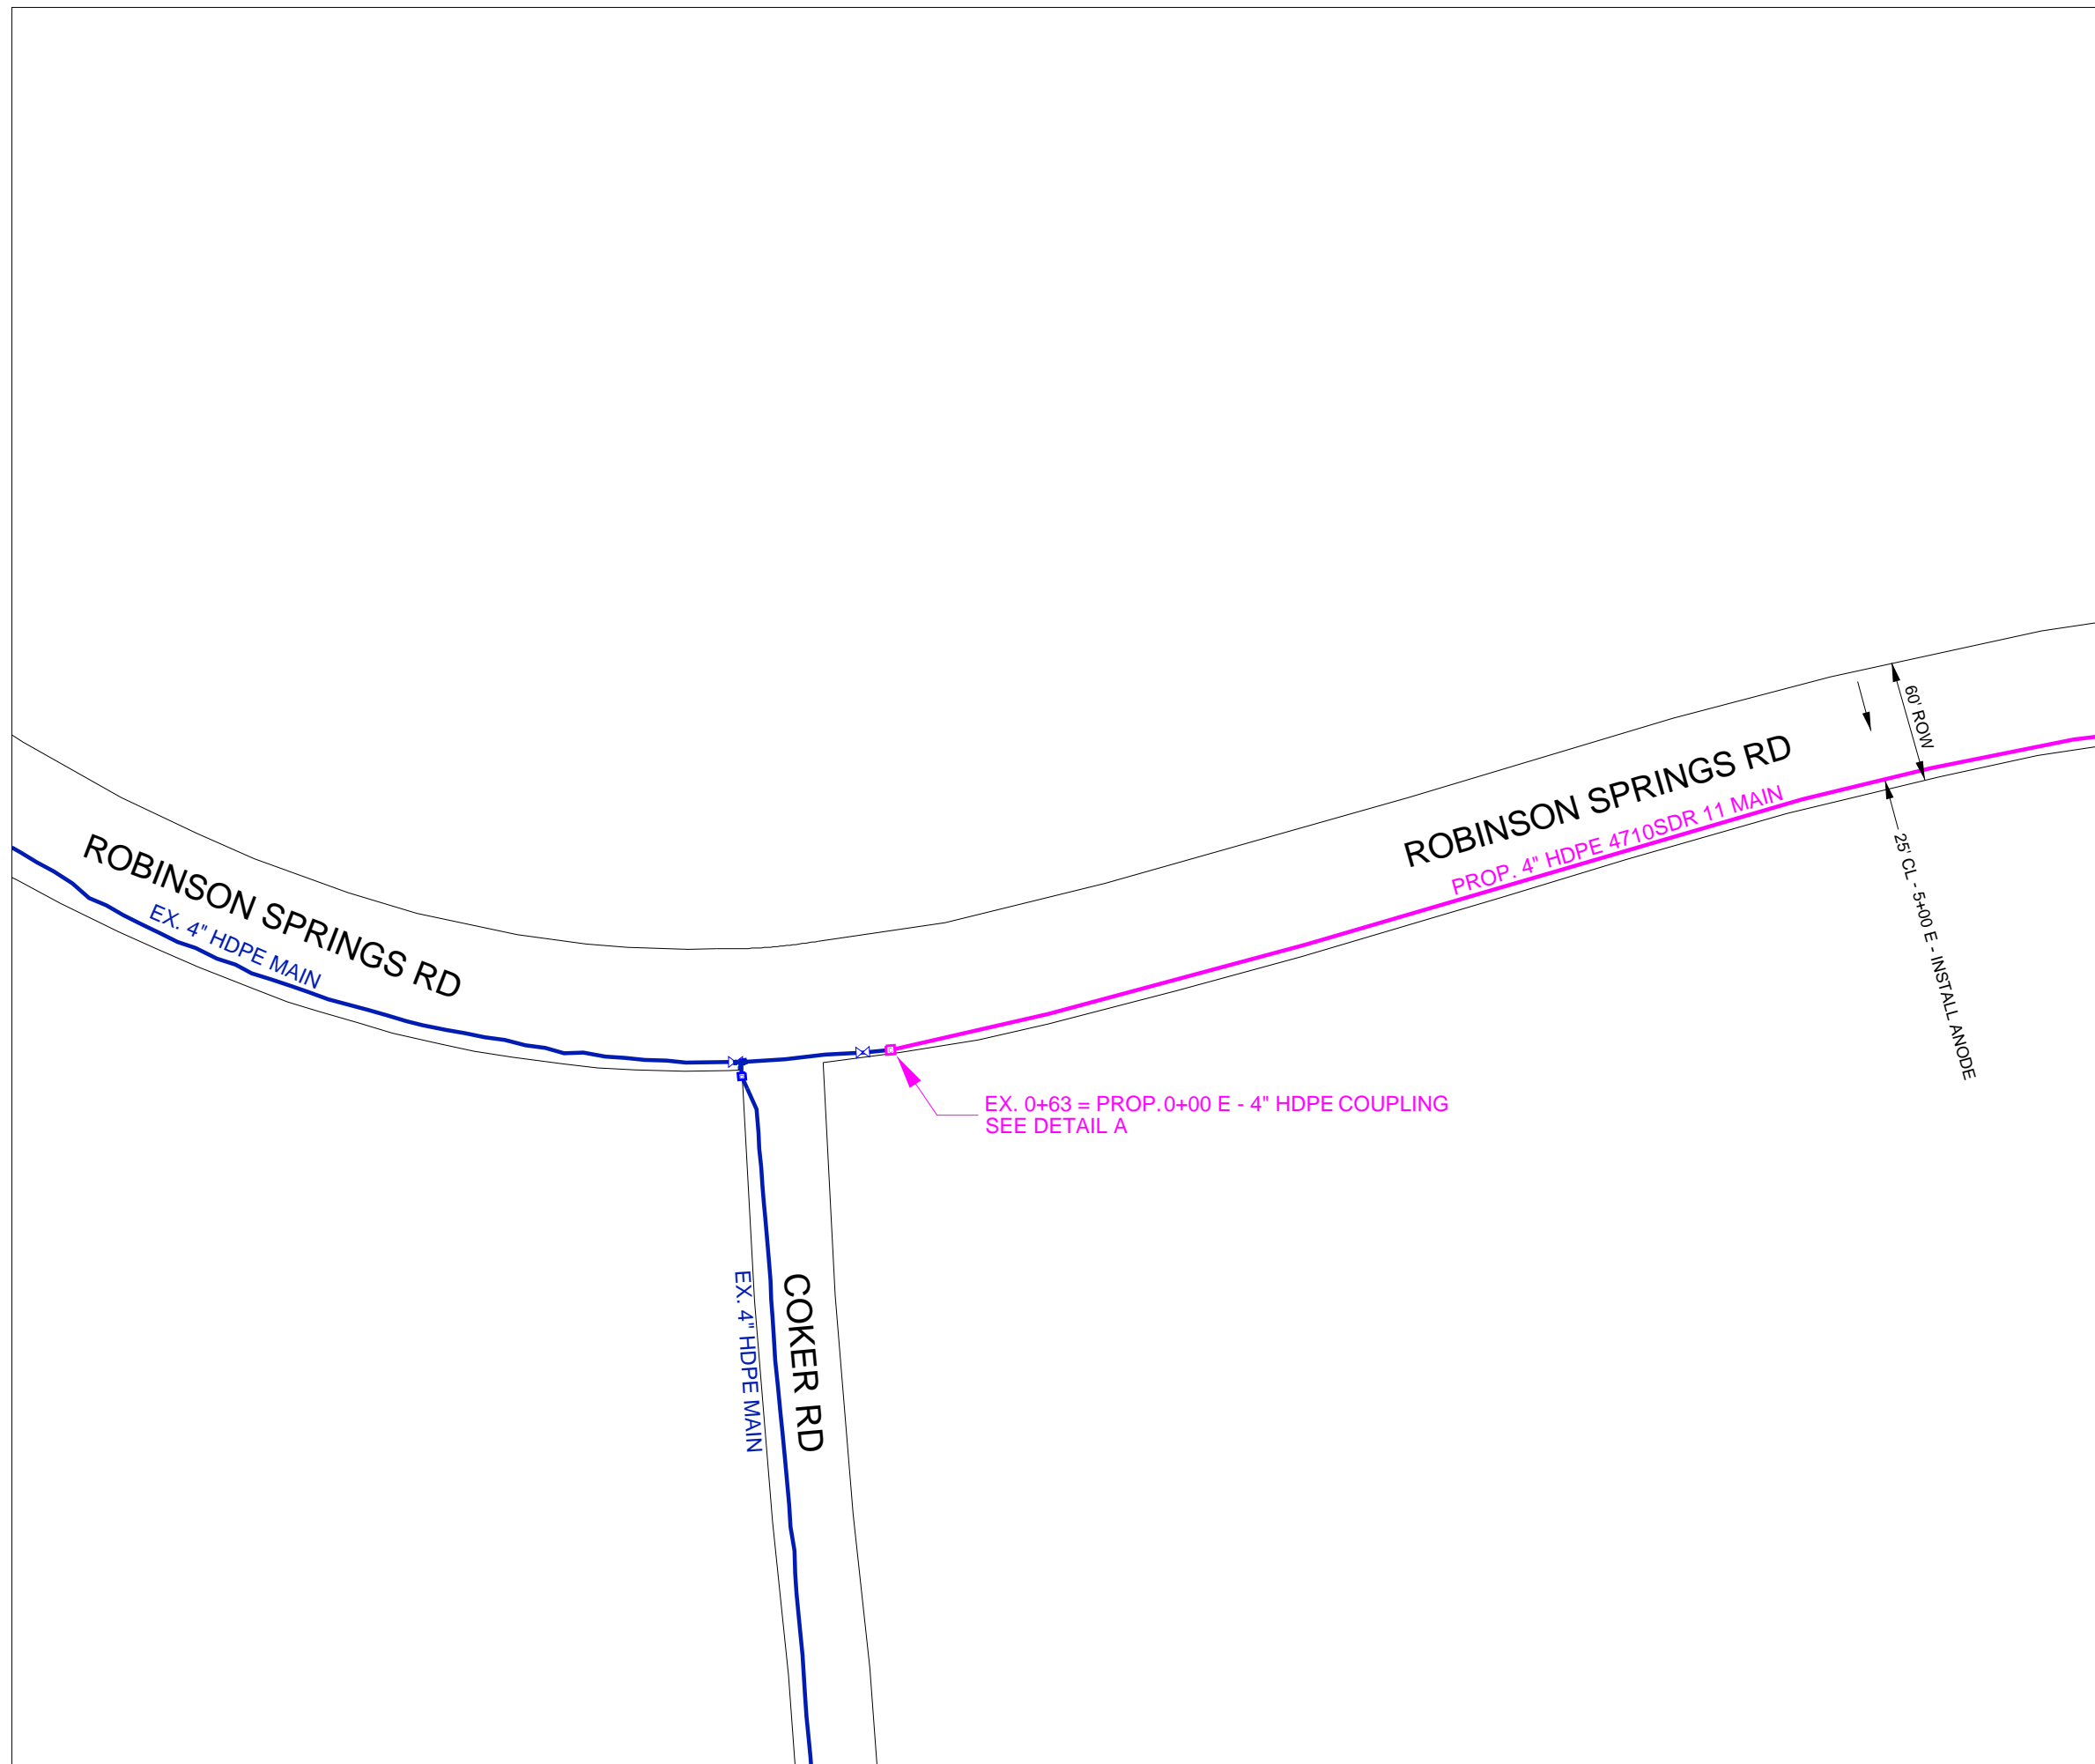 60' ROW
ROBINSON SPRINGS RD
PROP. 4" HDPE 4710SDR 11 MAIN
25' CL - 5+00 E - INSTALL ANODE
ROBINSON SPRINGS RD
EX. 4" HDPE MAIN
EX. 0+63 = PROP. 0+00 E - 4" HDPE COUPLING
SEE DETAIL A
EX. 4" HDPE MAIN
COKER RD